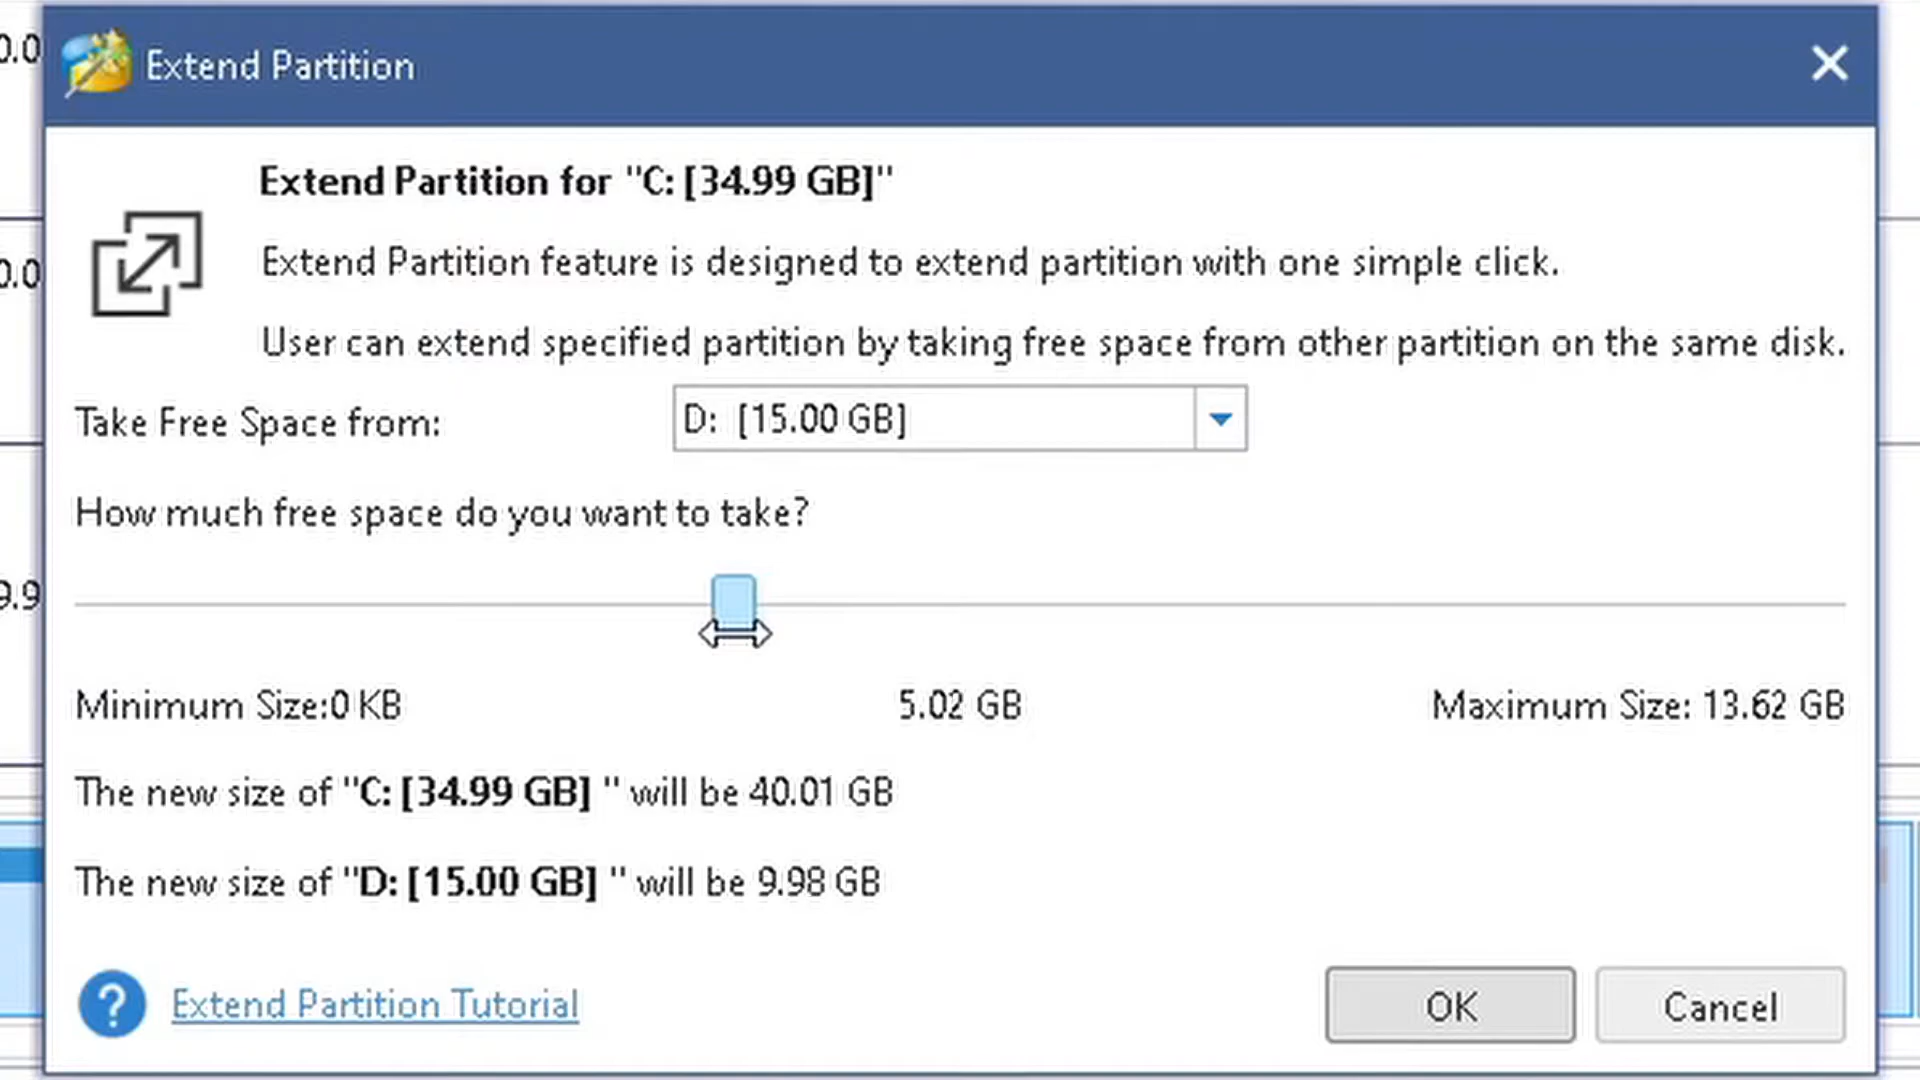 Extend Partition
Extend Partition for "C: [34.99 GB]"
Extend Partition feature is designed to extend partition with one simple click.
User can extend specified partition by taking free space from other partition on the same disk.
Take Free Space from: D: [15.00 GB]
How much free space do you want to take?
Minimum Size:0 KB 5.02 GB Maximum Size: 13.62 GB
The new size of "C: [34.99 GB] " will be 40.01 GB
The new size of "D: [15.00 GB] " will be 9.98 GB
? Extend Partition Tutorial
OK Cancel